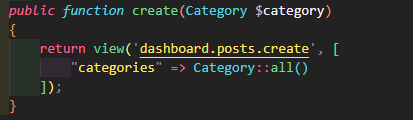 public function create(Category $category)
{
    return view('dashboard.posts.create', [
        "categories" => Category::all()
    ]);
}